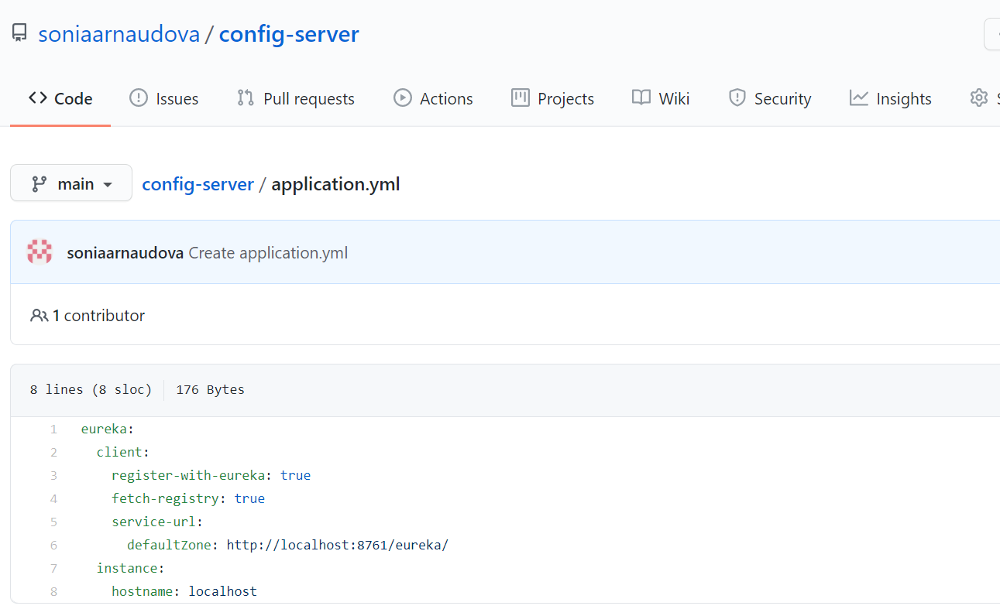 soniaarnaudova / config-server
Code Issues Pull requests Actions Projects Wiki Security Insights
main config-server / application.yml
soniaarnaudova Create application.yml
1 contributor
8 lines (8 sloc) 176 Bytes
1 eureka:
2   client:
3     register-with-eureka: true
4     fetch-registry: true
5     service-url:
6       defaultZone: http://localhost:8761/eureka/
7   instance:
8     hostname: localhost